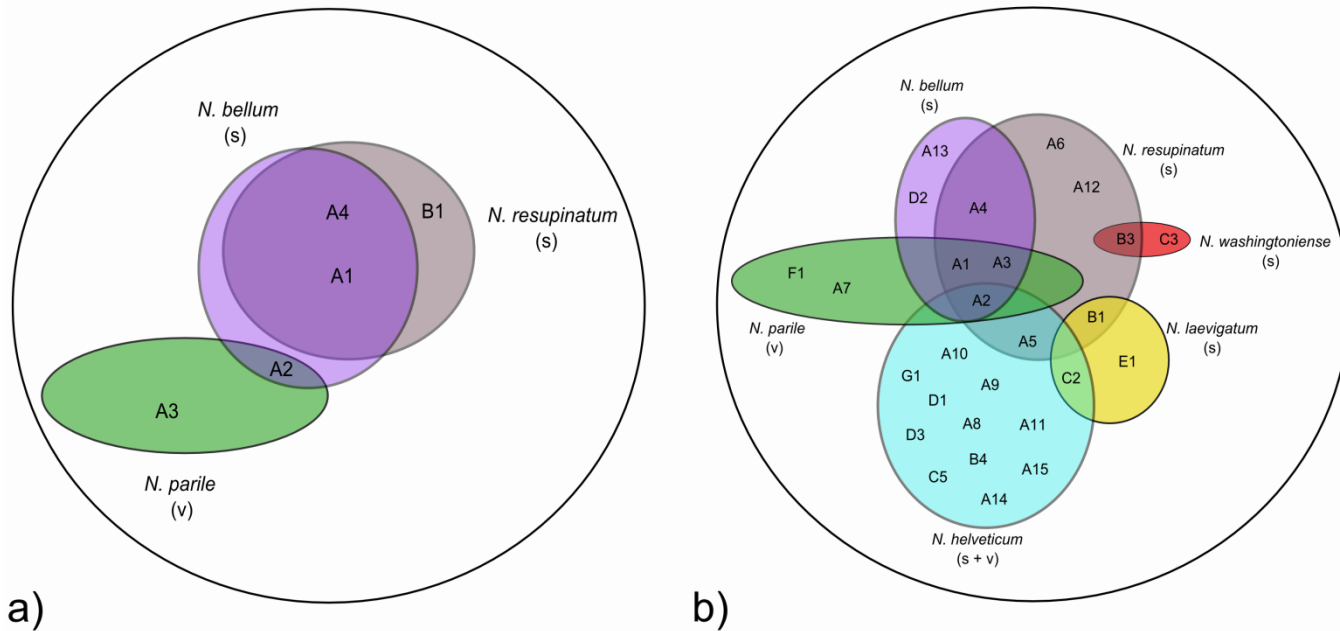 N. bellum
(s)
A4
B1
A1
N. resupinatum
(s)
A2
A3
N. parile
(v)
a)
N. bellum
(s)
A13
A6
N. resupinatum
(s)
D2
A4
A12
B3
C3
N. washingtoniense
(s)
F1
A7
A1
A3
A2
N. parile
(v)
B1
N. laevigatum
(s)
A5
A10
E1
G1
A9
C2
D1
A8
A11
D3
B4
A15
C5
A14
N. helveticum
(s + v)
b)